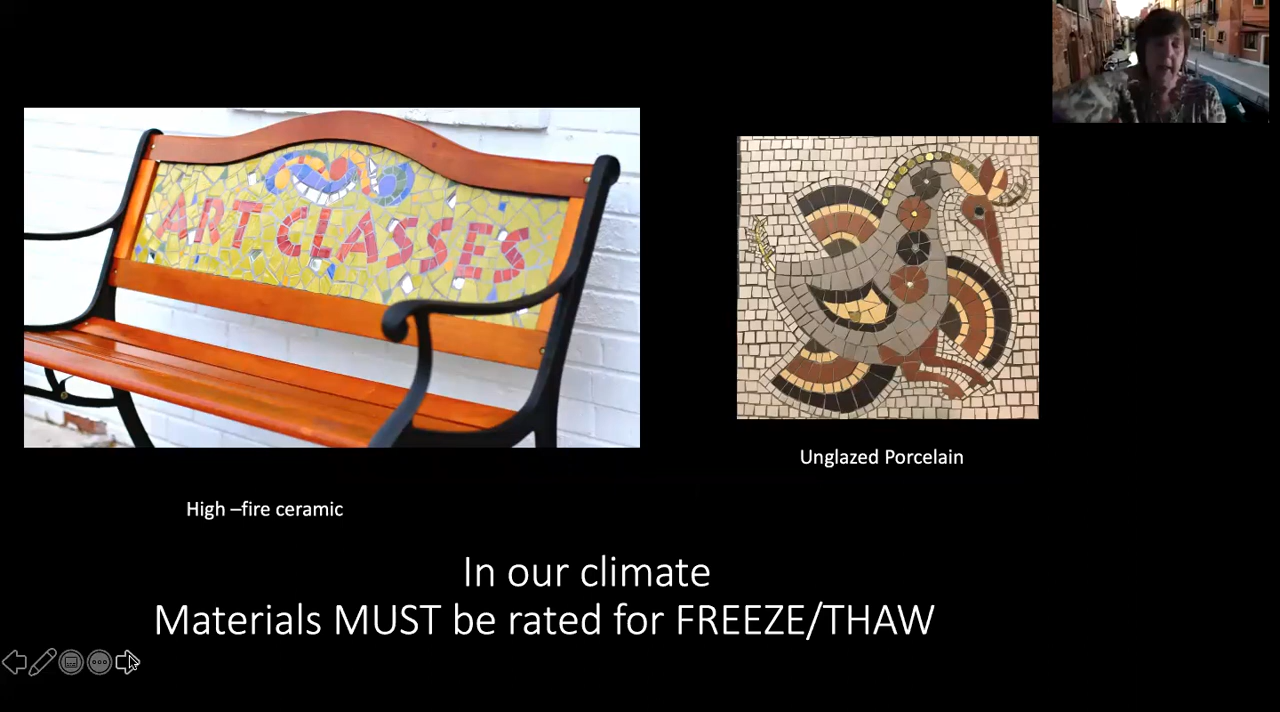 ART CLASSES
Unglazed Porcelain
High –fire ceramic
In our climate
Materials MUST be rated for FREEZE/THAW